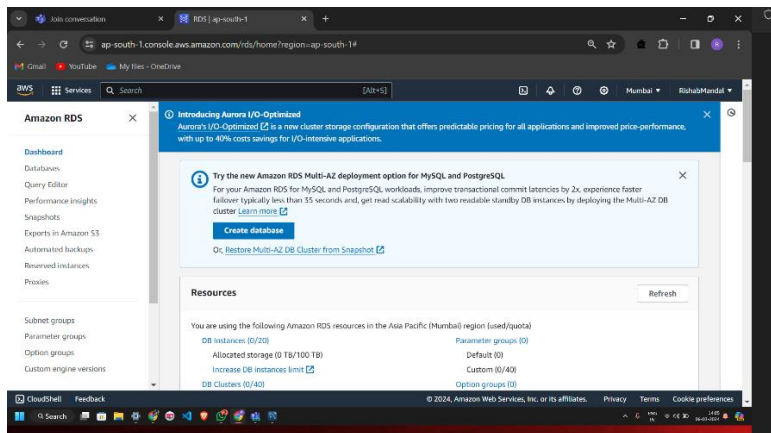 Join conversation
RDS | ap-south-1
ap-south-1.console.aws.amazon.com/rds/home?region=ap-south-1#
Gmail YouTube My files - OneDrive
aws Services Search [Alt+S] Mumbai RishabMandal
Amazon RDS
Dashboard
Databases
Query Editor
Performance insights
Snapshots
Exports in Amazon S3
Automated backups
Reserved instances
Proxies
Subnet groups
Parameter groups
Option groups
Custom engine versions
Introducing Aurora I/O-Optimized
Aurora's I/O-Optimized is a new cluster storage configuration that offers predictable pricing for all applications and improved price-performance,
with up to 40% costs savings for I/O-intensive applications.
Try the new Amazon RDS Multi-AZ deployment option for MySQL and PostgreSQL
For your Amazon RDS for MySQL and PostgreSQL workloads, improve transactional commit latencies by 2x, experience faster
failover typically less than 35 seconds and, get read scalability with two readable standby DB instances by deploying the Multi-AZ DB
cluster Learn more
Create database
Or, Restore Multi-AZ DB Cluster from Snapshot
Resources
Refresh
You are using the following Amazon RDS resources in the Asia Pacific (Mumbai) region (used/quota)
DB Instances (0/20)
Allocated storage (0 TB/100 TB)
Increase DB instances limit
DB Clusters (0/40)
Parameter groups (0)
Default (0)
Custom (0/40)
Option groups (0)
CloudShell Feedback © 2024, Amazon Web Services, Inc. or its affiliates. Privacy Terms Cookie preferences
Search